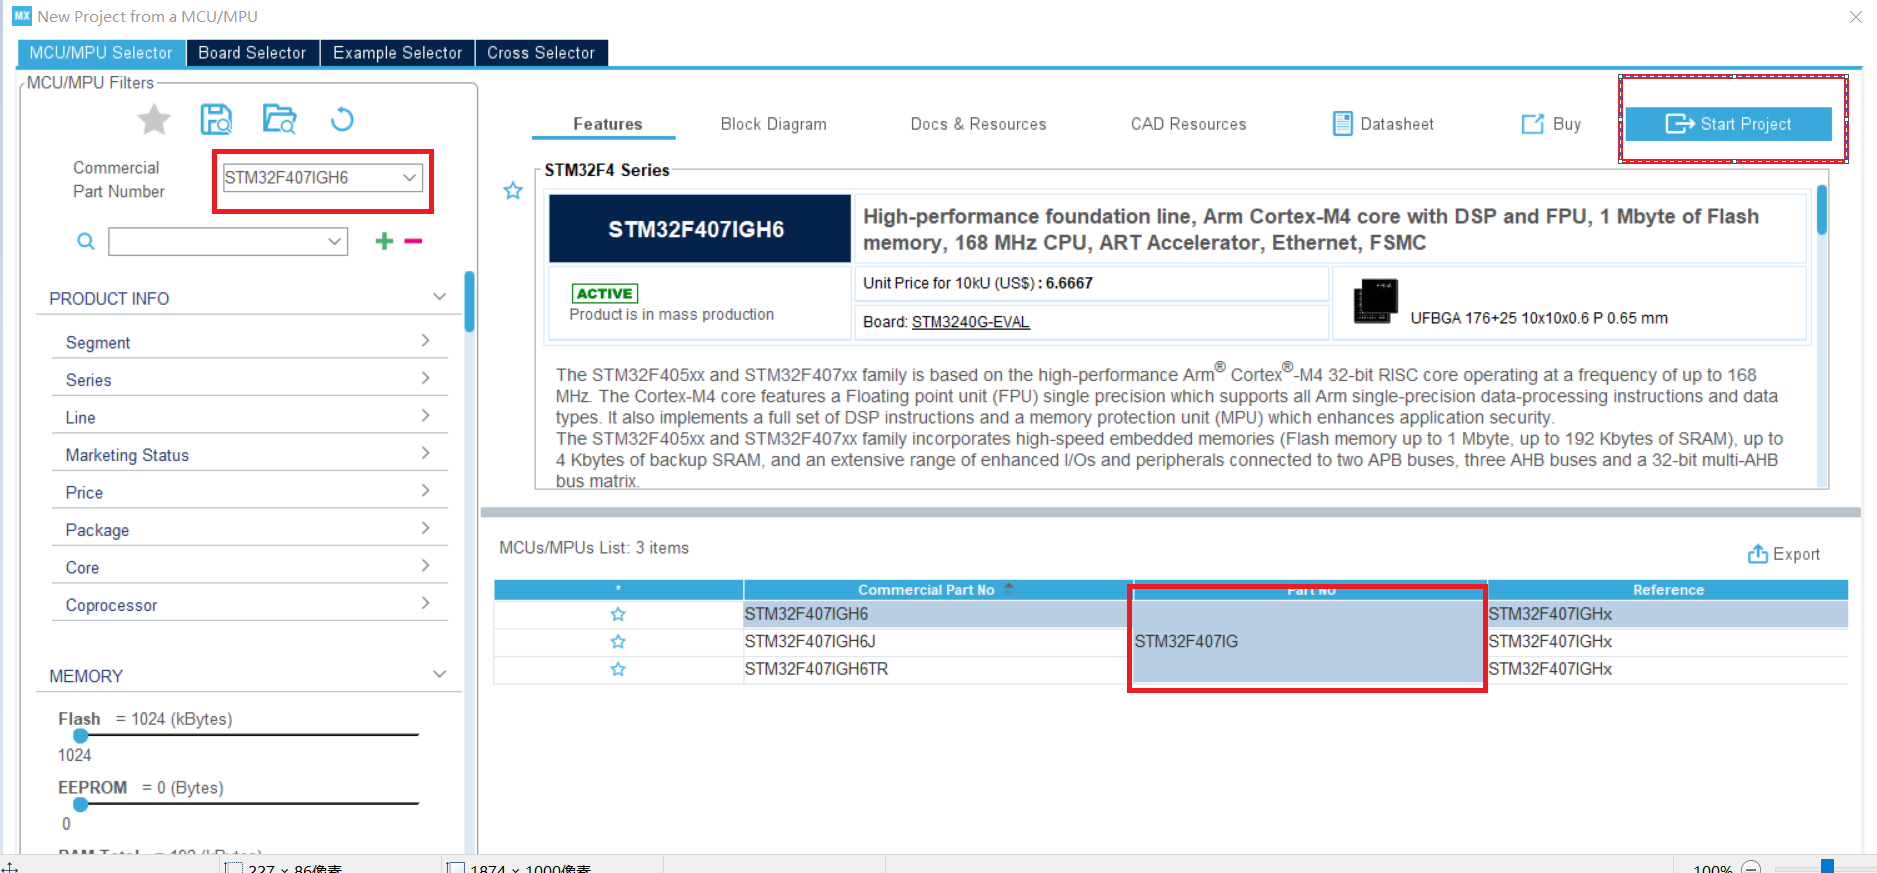 MX New Project from a MCU/MPU
MCU/MPU Selector Board Selector Example Selector Cross Selector
MCU/MPU Filters
Commercial
Part Number
STM32F407IGH6
PRODUCT INFO
Segment
Series
Line
Marketing Status
Price
Package
Core
Coprocessor
MEMORY
Flash = 1024 (kBytes)
1024
EEPROM = 0 (Bytes)
0
Features Block Diagram Docs & Resources CAD Resources Datasheet Buy Start Project
STM32F4 Series
STM32F407IGH6
High-performance foundation line, Arm Cortex-M4 core with DSP and FPU, 1 Mbyte of Flash
memory, 168 MHz CPU, ART Accelerator, Ethernet, FSMC
ACTIVE
Product is in mass production
Unit Price for 10kU (US$) : 6.6667
Board: STM3240G-EVAL
UFBGA 176+25 10x10x0.6 P 0.65 mm
The STM32F405xx and STM32F407xx family is based on the high-performance Arm® Cortex®-M4 32-bit RISC core operating at a frequency of up to 168
MHz. The Cortex-M4 core features a Floating point unit (FPU) single precision which supports all Arm single-precision data-processing instructions and data
types. It also implements a full set of DSP instructions and a memory protection unit (MPU) which enhances application security.
The STM32F405xx and STM32F407xx family incorporates high-speed embedded memories (Flash memory up to 1 Mbyte, up to 192 Kbytes of SRAM), up to
4 Kbytes of backup SRAM, and an extensive range of enhanced I/Os and peripherals connected to two APB buses, three AHB buses and a 32-bit multi-AHB
bus matrix.
MCUs/MPUs List: 3 items
Export
* Commercial Part No Part No Reference
STM32F407IGH6 STM32F407IGHx
STM32F407IGH6J STM32F407IG STM32F407IGHx
STM32F407IGH6TR STM32F407IGHx
227 × 86像素 1874 × 1000像素 100%